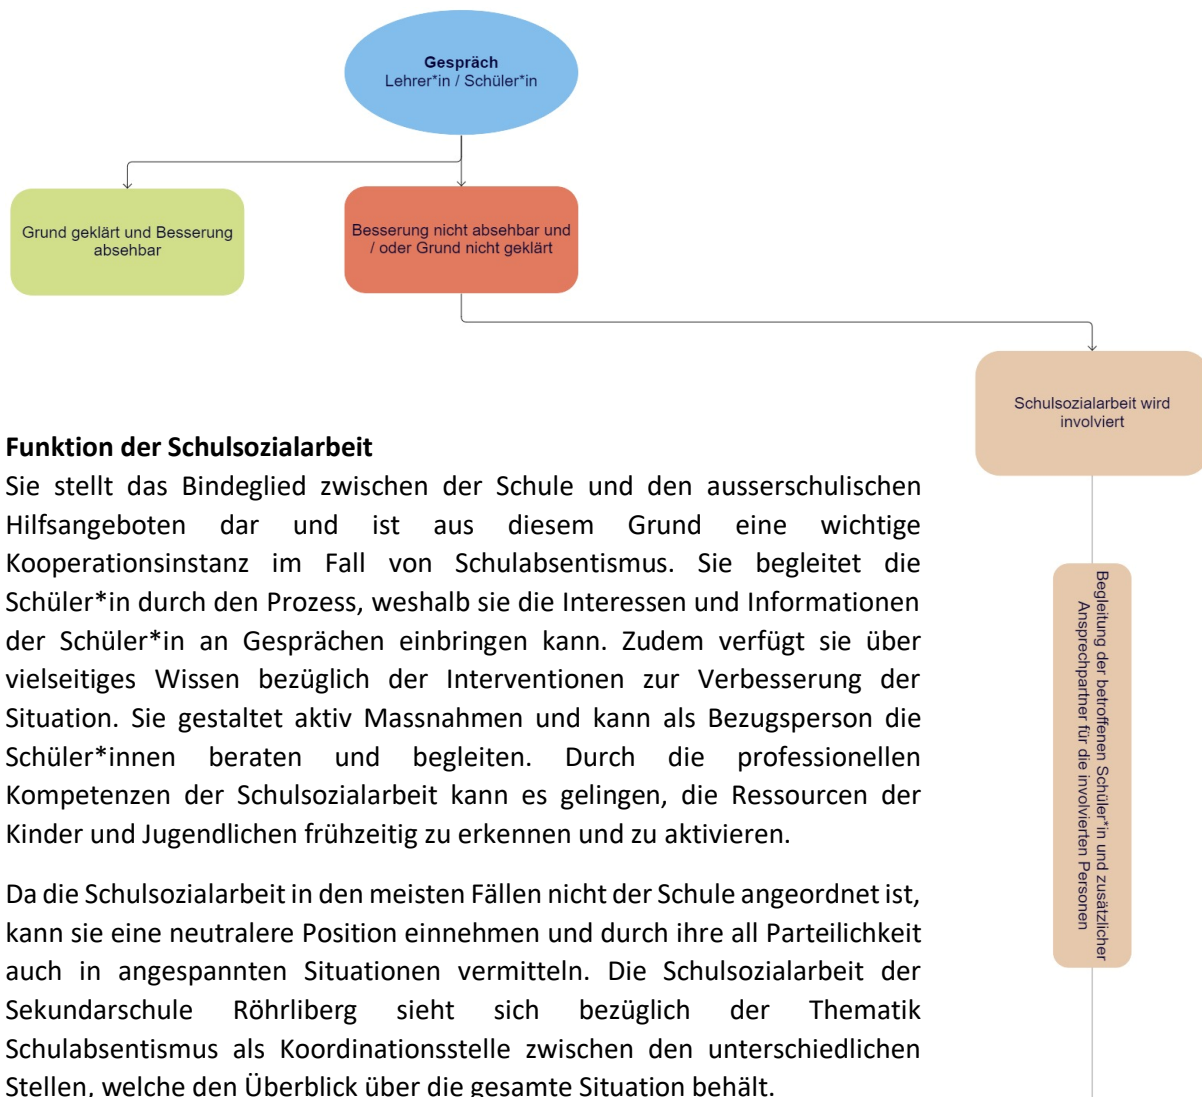 Gespräch
Lehrer*in / Schüler*in
Grund geklärt und Besserung
absehbar
Besserung nicht absehbar und
/ oder Grund nicht geklärt
Schulsozialarbeit wird
involviert
Funktion der Schulsozialarbeit
Sie stellt das Bindeglied zwischen der Schule und den ausserschulischen
Hilfsangeboten dar und ist aus diesem Grund eine wichtige
Kooperationsinstanz im Fall von Schulabsentismus. Sie begleitet die
Schüler*in durch den Prozess, weshalb sie die Interessen und Informationen
der Schüler*in an Gesprächen einbringen kann. Zudem verfügt sie über
vielseitiges Wissen bezüglich der Interventionen zur Verbesserung der
Situation. Sie gestaltet aktiv Massnahmen und kann als Bezugsperson die
Schüler*innen beraten und begleiten. Durch die professionellen
Kompetenzen der Schulsozialarbeit kann es gelingen, die Ressourcen der
Kinder und Jugendlichen frühzeitig zu erkennen und zu aktivieren.
Da die Schulsozialarbeit in den meisten Fällen nicht der Schule angeordnet ist,
kann sie eine neutralere Position einnehmen und durch ihre all Parteilichkeit
auch in angespannten Situationen vermitteln. Die Schulsozialarbeit der
Sekundarschule Röhrliberg sieht sich bezüglich der Thematik
Schulabsentismus als Koordinationsstelle zwischen den unterschiedlichen
Stellen, welche den Überblick über die gesamte Situation behält.
Begleitung der betroffenen Schüler*in und zusätzlicher
Ansprechpartner für die involvierten Personen